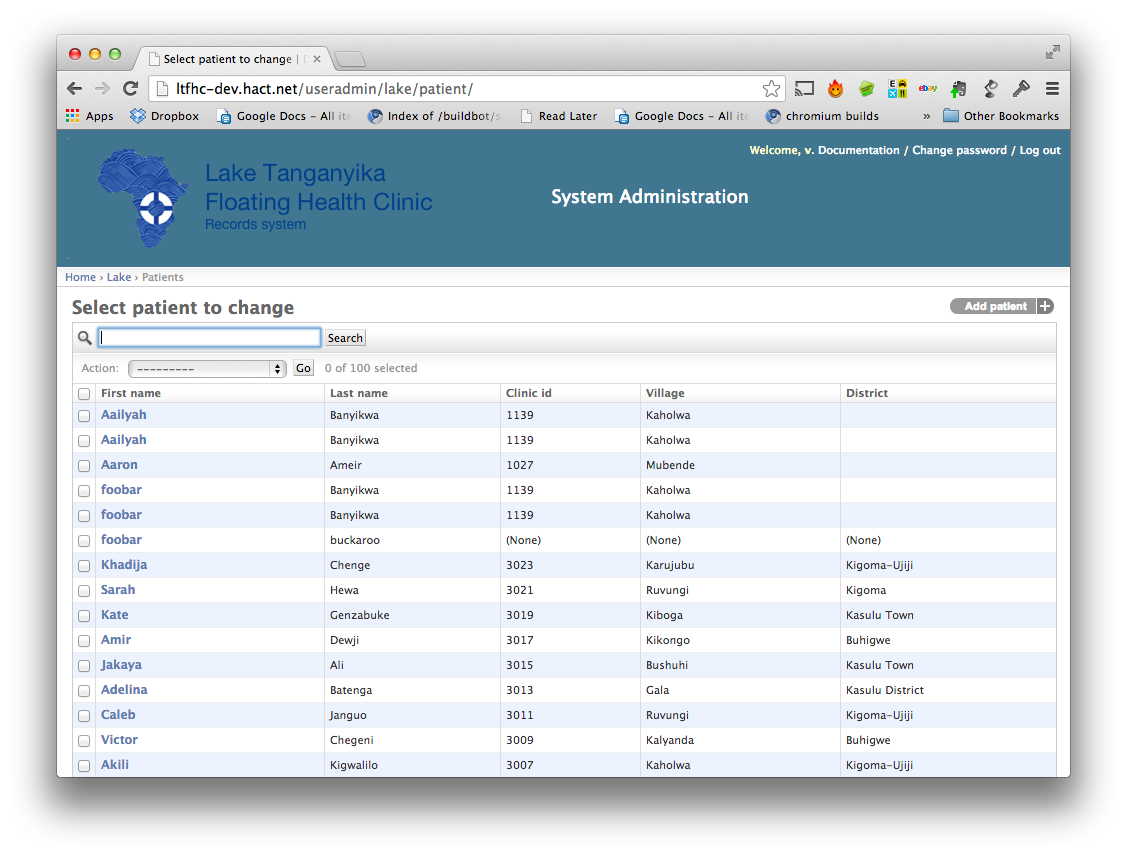 Select patient to change |
ltfhc-dev.hact.net/useradmin/lake/patient/
Apps Dropbox Google Docs - All ite Index of /buildbot/s Read Later Google Docs - All ite chromium builds » Other Bookmarks
Welcome, v. Documentation / Change password / Log out
Lake Tanganyika
Floating Health Clinic
Records system
System Administration
Home › Lake › Patients
Select patient to change
Add patient +
Search
Action: --------- Go 0 of 100 selected
First name Last name Clinic id Village District
Aailyah Banyikwa 1139 Kaholwa
Aailyah Banyikwa 1139 Kaholwa
Aaron Ameir 1027 Mubende
foobar Banyikwa 1139 Kaholwa
foobar Banyikwa 1139 Kaholwa
foobar buckaroo (None) (None) (None)
Khadija Chenge 3023 Karujubu Kigoma-Ujiji
Sarah Hewa 3021 Ruvungi Kigoma
Kate Genzabuke 3019 Kiboga Kasulu Town
Amir Dewji 3017 Kikongo Buhigwe
Jakaya Ali 3015 Bushuhi Kasulu Town
Adelina Batenga 3013 Gala Kasulu District
Caleb Janguo 3011 Ruvungi Kigoma-Ujiji
Victor Chegeni 3009 Kalyanda Buhigwe
Akili Kigwalilo 3007 Kaholwa Kigoma-Ujiji